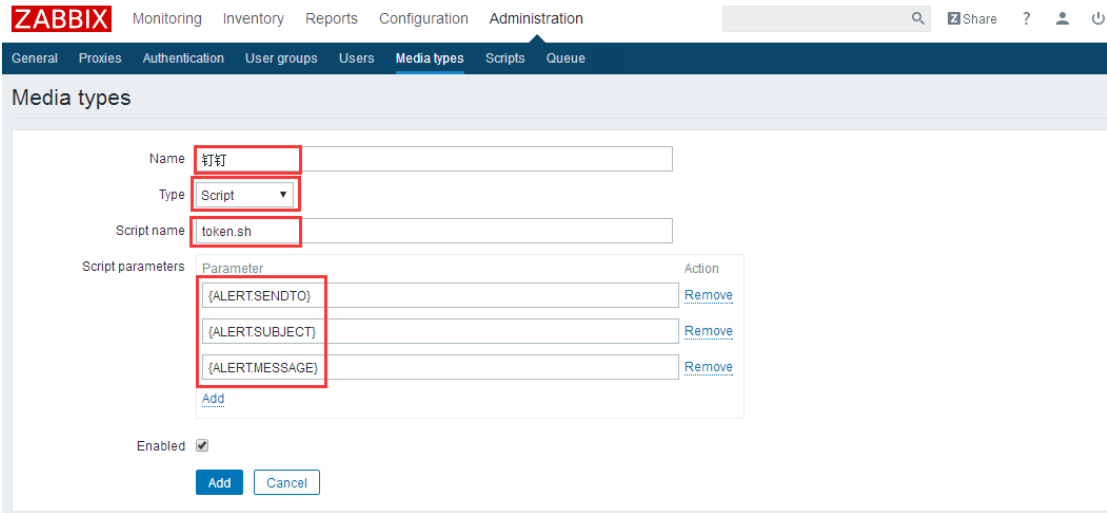 ZABBIX Monitoring Inventory Reports Configuration Administration Z Share ?
General Proxies Authentication User groups Users Media types Scripts Queue
Media types
Name 钉钉
Type Script
Script name token.sh
Script parameters Parameter Action
{ALERT.SENDTO} Remove
{ALERT.SUBJECT} Remove
{ALERT.MESSAGE} Remove
Add
Enabled
Add Cancel